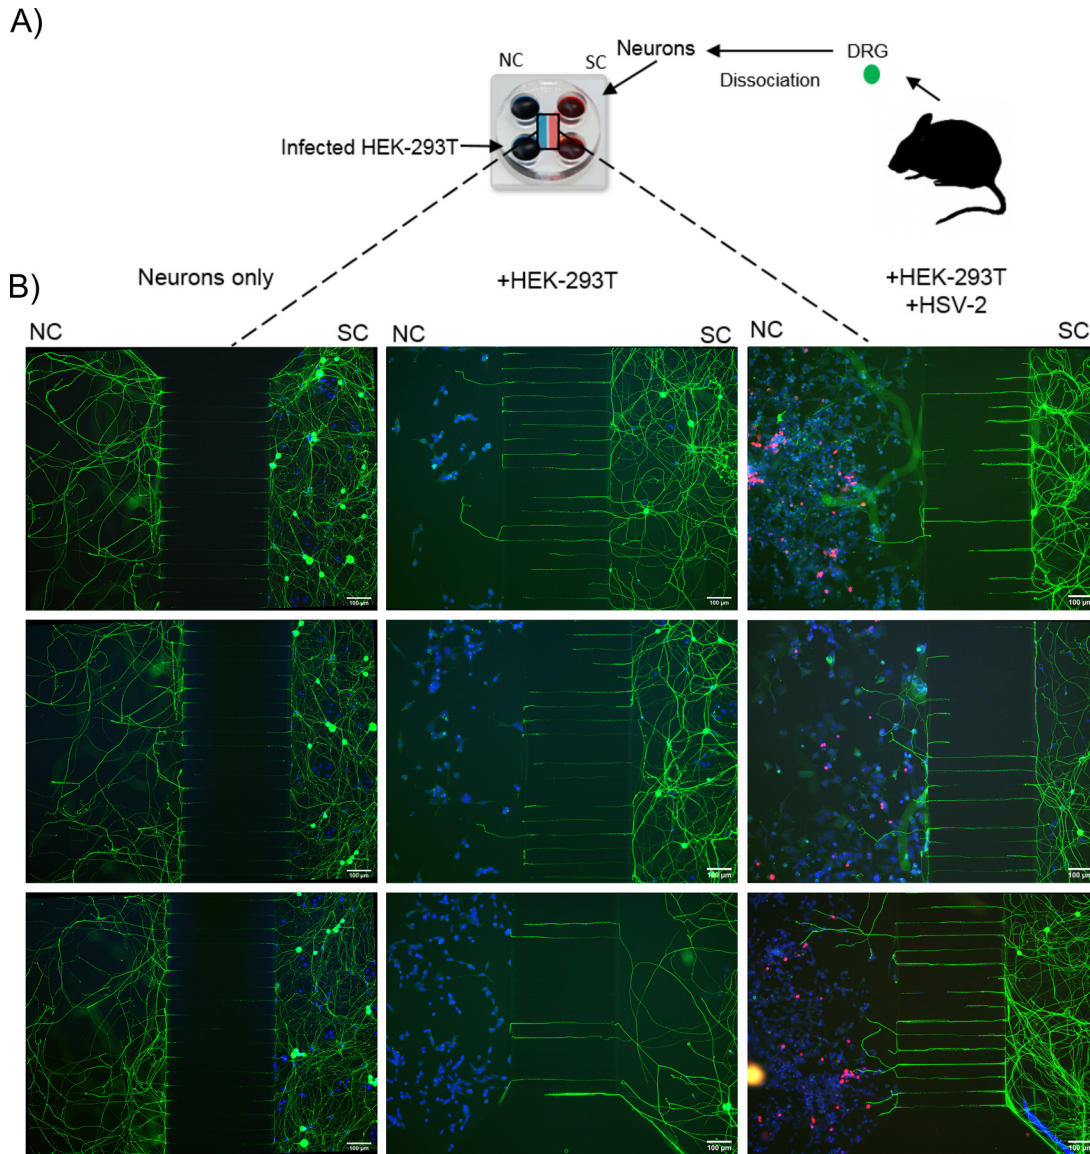 A)
NC
SC
Neurons
DRG
Dissociation
Infected HEK-293T
B)
Neurons only
+HEK-293T
+HEK-293T
+HSV-2
NC
SC
NC
SC
NC
SC
100 µm
100 µm
100 µm
100 µm
100 µm
100 µm
100 µm
100 µm
100 µm